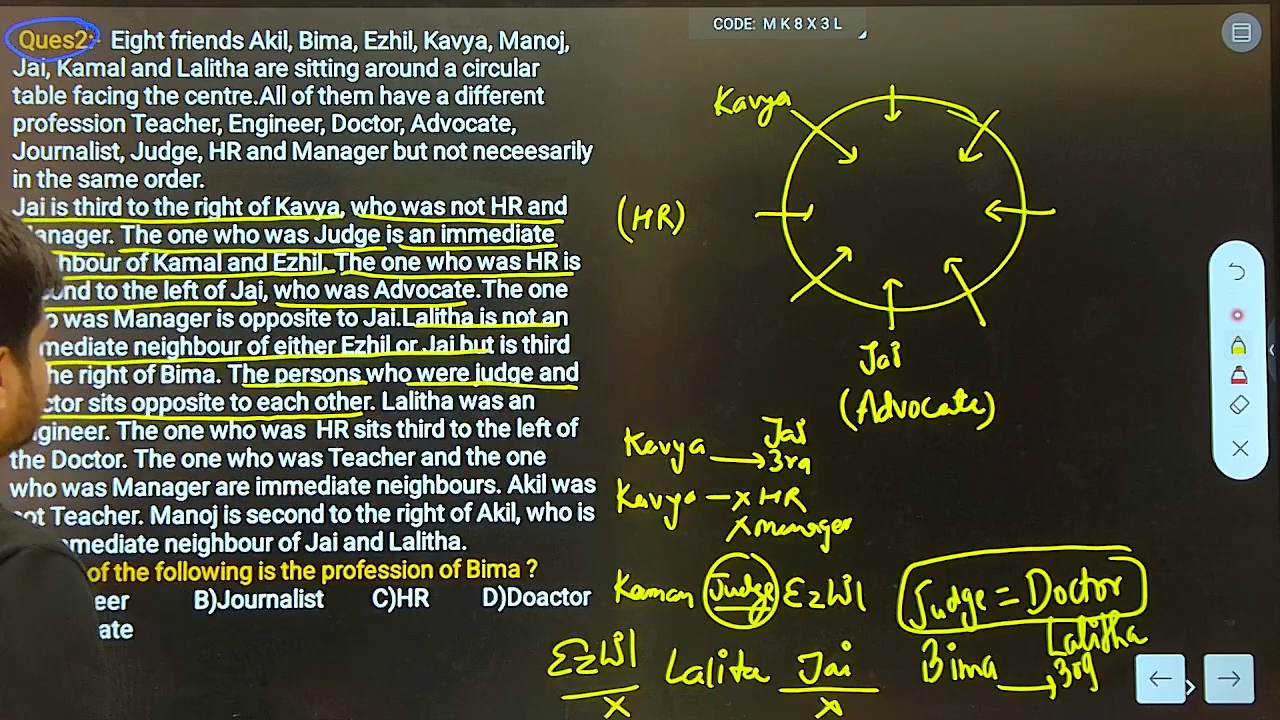 CODE: M K 8 X 3 L
Ques2:- Eight friends Akil, Bima, Ezhil, Kavya, Manoj,
Jai, Kamal and Lalitha are sitting around a circular
table facing the centre.All of them have a different
profession Teacher, Engineer, Doctor, Advocate,
Journalist, Judge, HR and Manager but not neceesarily
in the same order.
Jai is third to the right of Kavya, who was not HR and
anager. The one who was Judge is an immediate
hbour of Kamal and Ezhil. The one who was HR is
ond to the left of Jai, who was Advocate.The one
o was Manager is opposite to Jai.Lalitha is not an
mediate neighbour of either Ezhil or Jai but is third
he right of Bima. The persons who were judge and
ctor sits opposite to each other. Lalitha was an
gineer. The one who was HR sits third to the left of
the Doctor. The one who was Teacher and the one
who was Manager are immediate neighbours. Akil was
ot Teacher. Manoj is second to the right of Akil, who is
mmediate neighbour of Jai and Lalitha.
of the following is the profession of Bima ?
eer B)Journalist C)HR D)Doactor
ate
Kavya
(HR)
Jai
(Advocate)
Kavya → Jai 3rq
Kavya - x HR
x manager
Kaman Judge Ezhil
Judge = Doctor
Ezhil Lalita Jai
x x
Bima → Lalitha 3rq